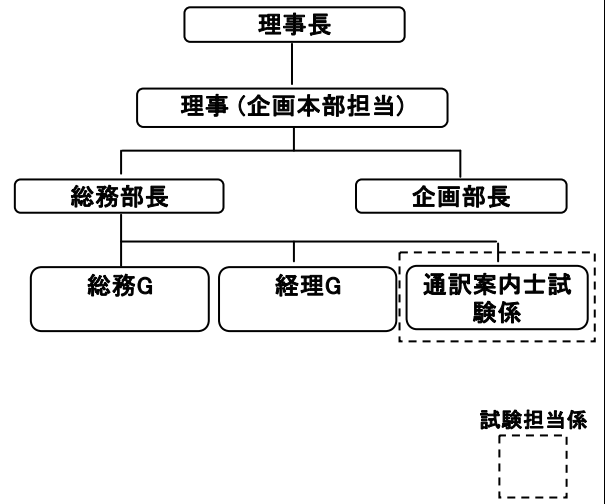 理事長
理事（企画本部担当）
総務部長
企画部長
総務G
経理G
通訳案内士試
験係
試験担当係